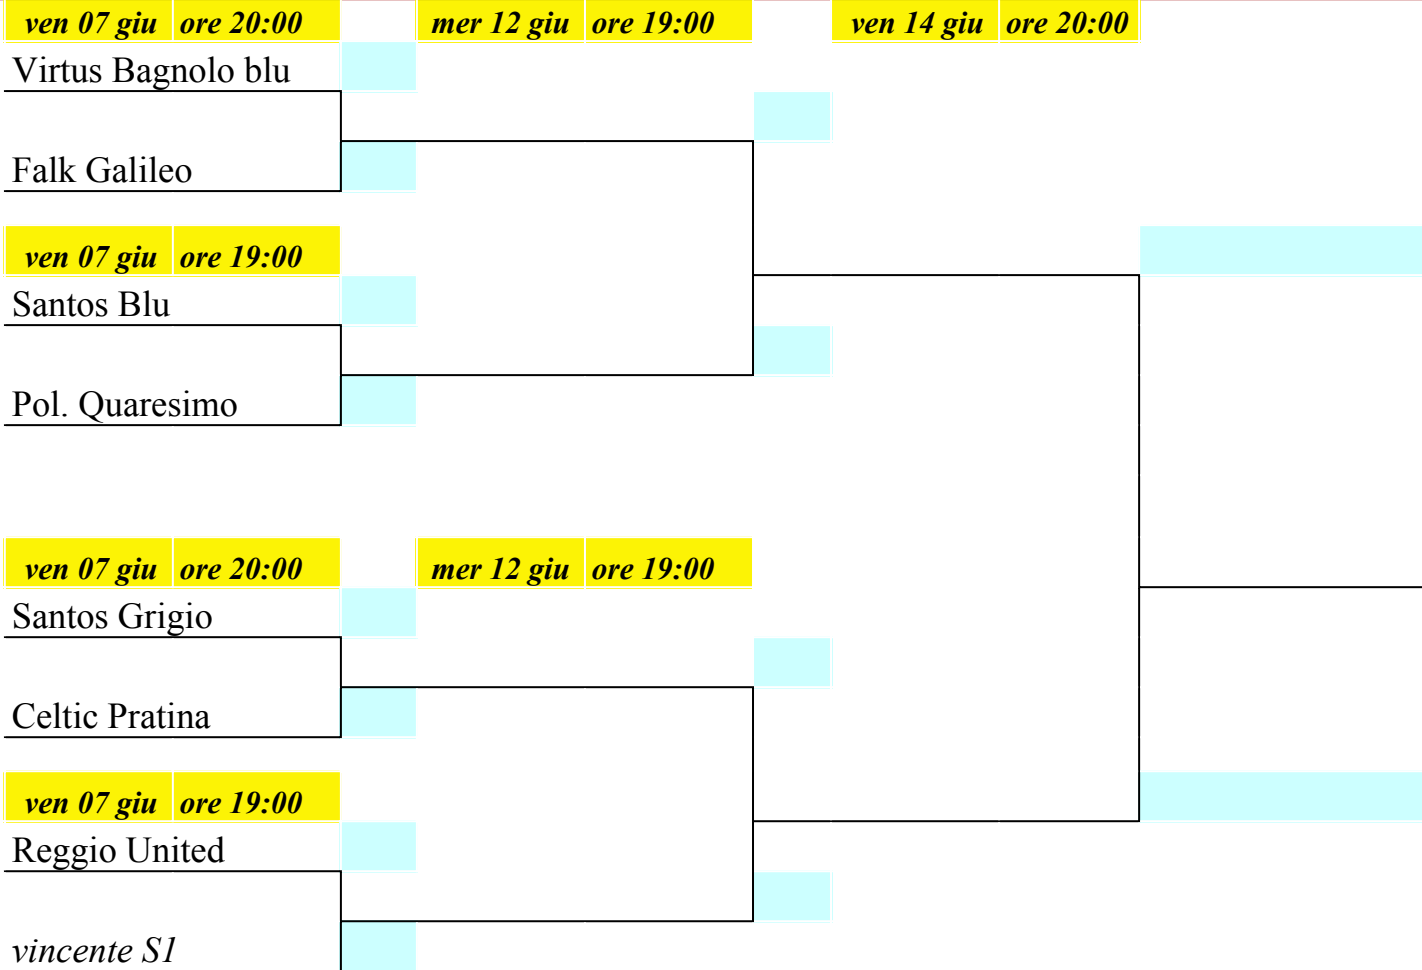 ven 07 giu ore 20:00 mer 12 giu ore 19:00 ven 14 giu ore 20:00
Virtus Bagnolo blu
Falk Galileo
ven 07 giu ore 19:00
Santos Blu
Pol. Quaresimo
ven 07 giu ore 20:00 mer 12 giu ore 19:00
Santos Grigio
Celtic Pratina
ven 07 giu ore 19:00
Reggio United
vincente S1